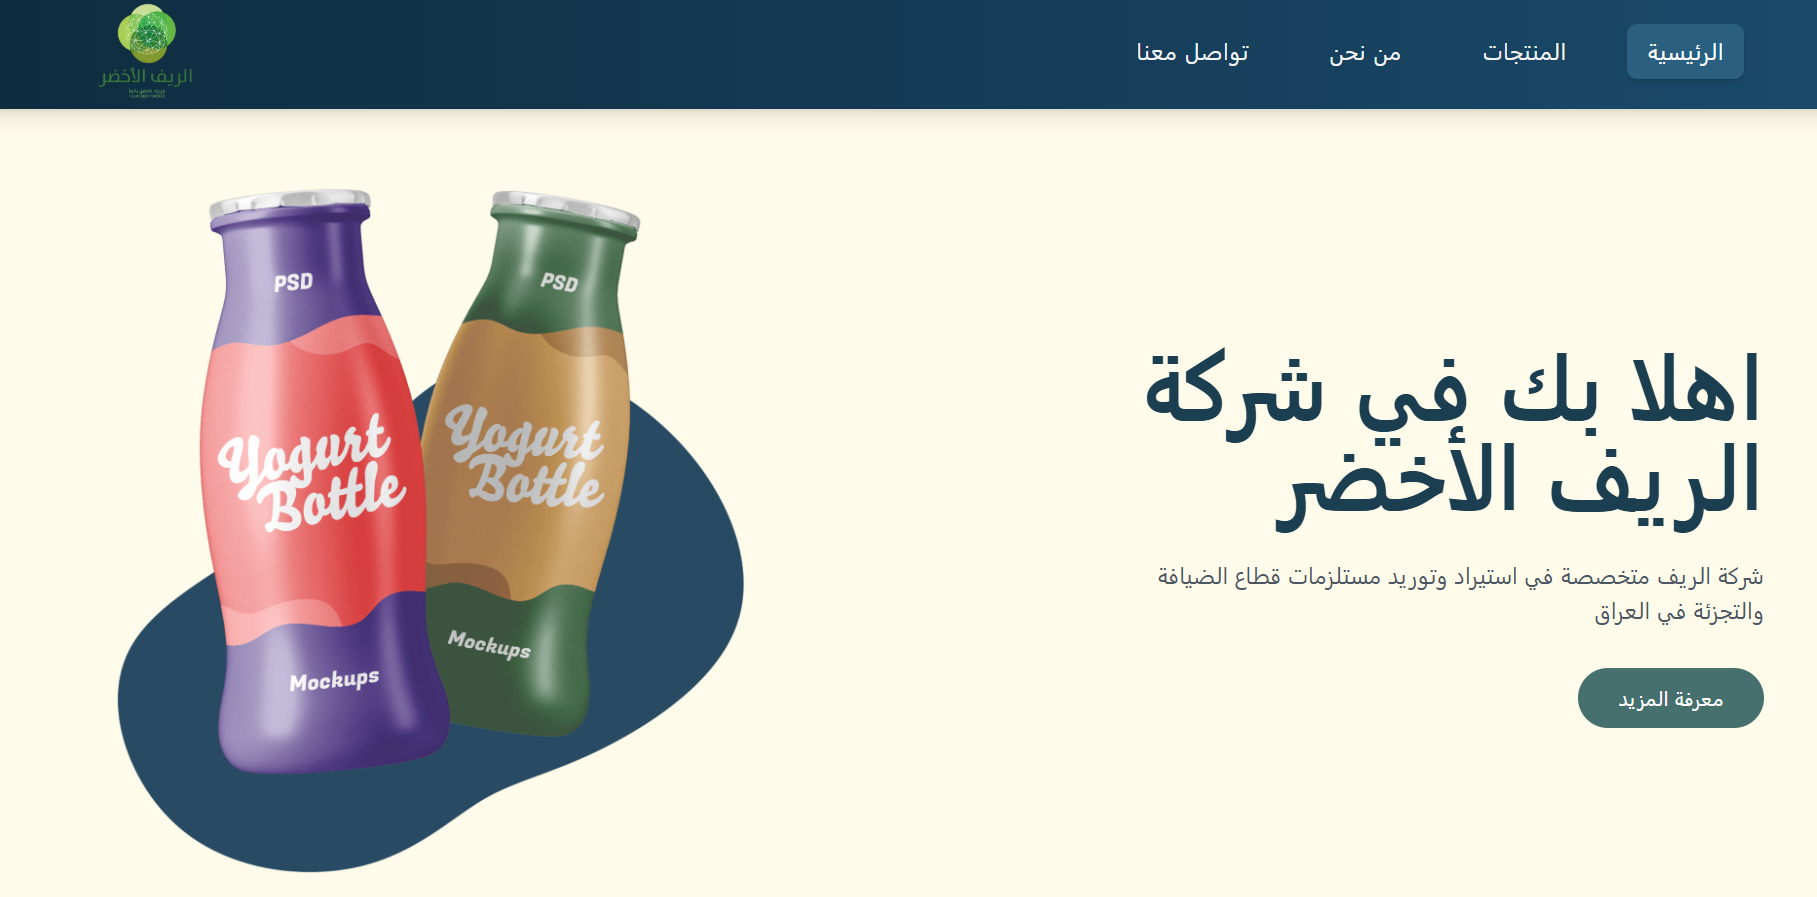 الرئيسية
المنتجات
من نحن
تواصل معنا
الريف الأخضر
اهلا بك في شركة
الريف الأخضر
شركة الريف متخصصة في استيراد وتوريد مستلزمات قطاع الضيافة
والتجزئة في العراق
معرفة المزيد
PSD
Yogurt
Bottle
Mockups
PSD
Yogurt
Bottle
Mockups